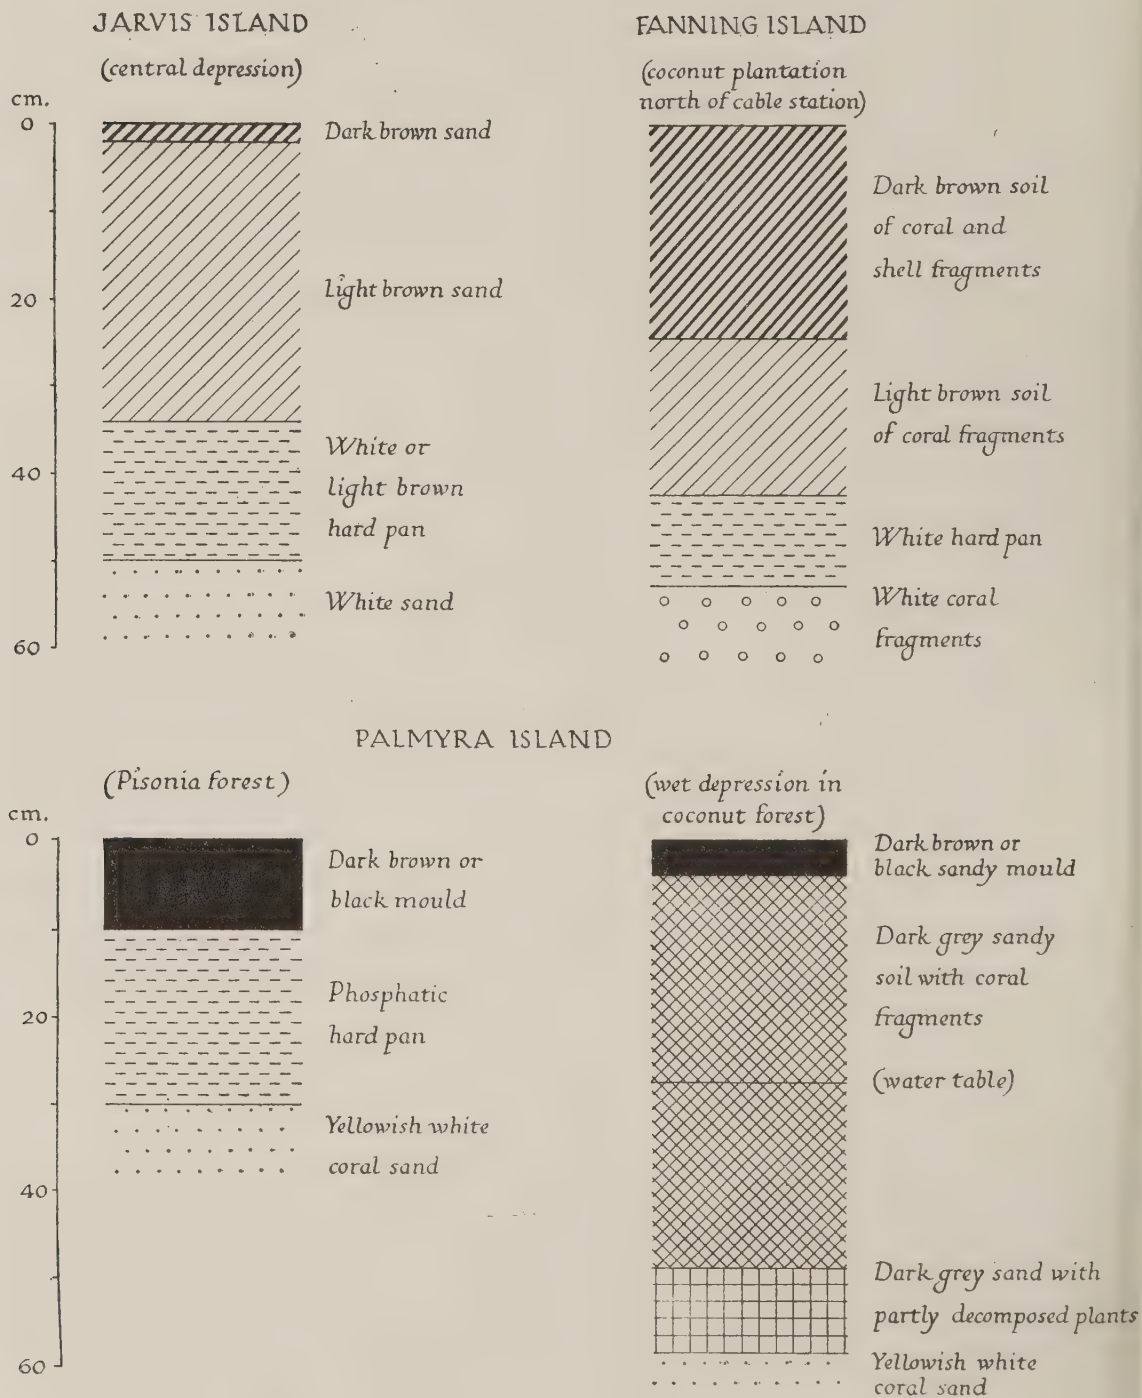 JARVIS ISLAND
(central depression)
cm.
0
20
40
60
Dark brown sand
Light brown sand
White or
light brown
hard pan
White sand
FANNING ISLAND
(coconut plantation
north of cable station)
Dark brown soil
of coral and
shell fragments
Light brown soil
of coral fragments
White hard pan
White coral
fragments
PALMYRA ISLAND
(Pisonia forest)
cm.
0
20
40
60
Dark brown or
black mould
Phosphatic
hard pan
Yellowish white
coral sand
(wet depression in
coconut forest)
Dark brown or
black sandy mould
Dark grey sandy
soil with coral
fragments
(water table)
Dark grey sand with
partly decomposed plants
Yellowish white
coral sand